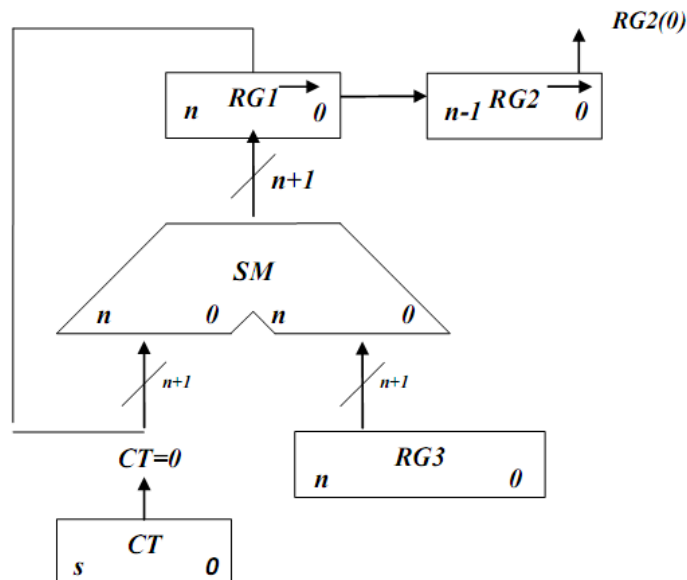 RG2(0)
RG1
n 0
RG2
n-1 0
n+1
SM
n 0 n 0
n+1 n+1
CT=0
RG3
n 0
CT
s 0